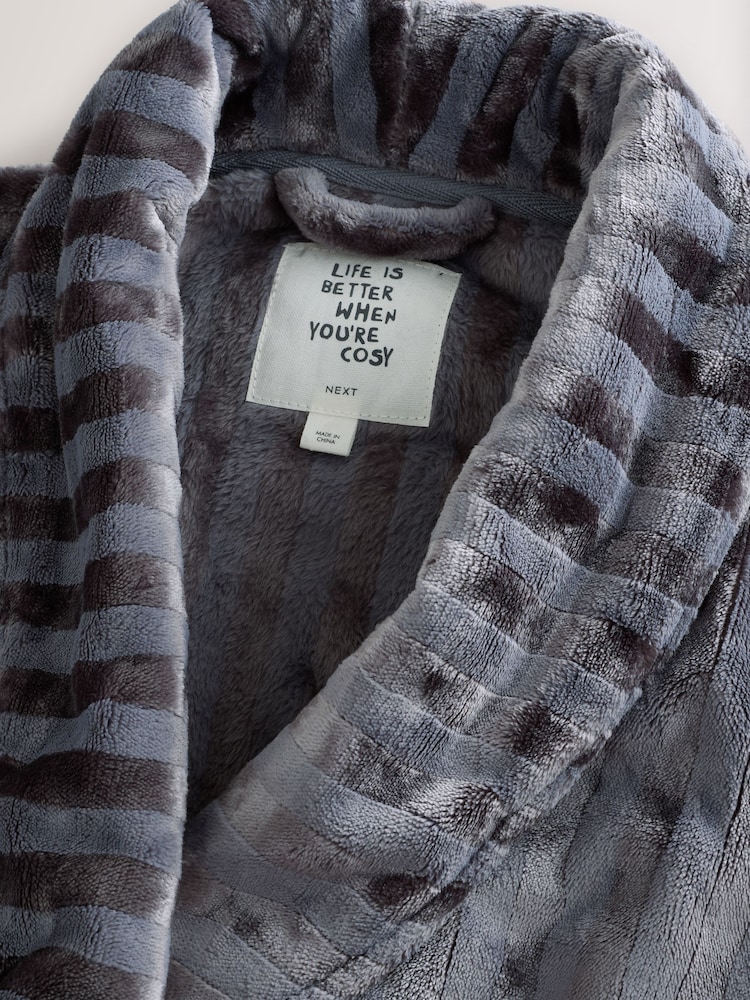 LIFE IS
BETTER
WHEN
YOU'RE
COSY
NEXT
MADE IN
CHINA